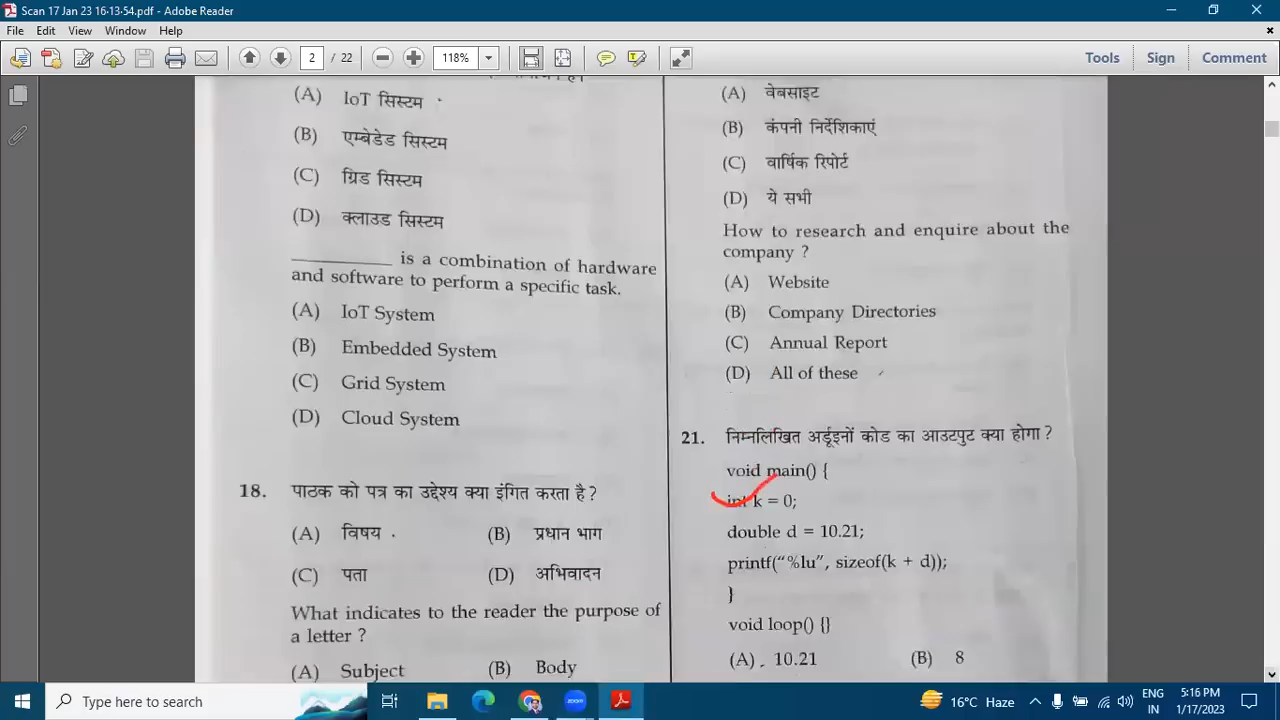 Scan 17 Jan 23 16-13-54.pdf - Adobe Reader
File Edit View Window Help
2 / 22
118%
Tools
Sign
Comment
(A) IoT सिस्टम
(B) एम्बेडेड सिस्टम
(C) ग्रिड सिस्टम
(D) क्लाउड सिस्टम
__________ is a combination of hardware
and software to perform a specific task.
(A) IoT System
(B) Embedded System
(C) Grid System
(D) Cloud System
18. पाठक को पत्र का उद्देश्य क्या इंगित करता है ?
(A) विषय (B) प्रधान भाग
(C) पता (D) अभिवादन
What indicates to the reader the purpose of
a letter ?
(A) Subject (B) Body
(A) वेबसाइट
(B) कंपनी निर्देशिकाएं
(C) वार्षिक रिपोर्ट
(D) ये सभी
How to research and enquire about the
company ?
(A) Website
(B) Company Directories
(C) Annual Report
(D) All of these
21. निम्नलिखित अर्डूइनों कोड का आउटपुट क्या होगा ?
void main() {
int k = 0;
double d = 10.21;
printf("%lu", sizeof(k + d));
}
void loop() {}
(A) 10.21 (B) 8
Type here to search
zoom
16°C Haze
ENG
IN
5:16 PM
1/17/2023